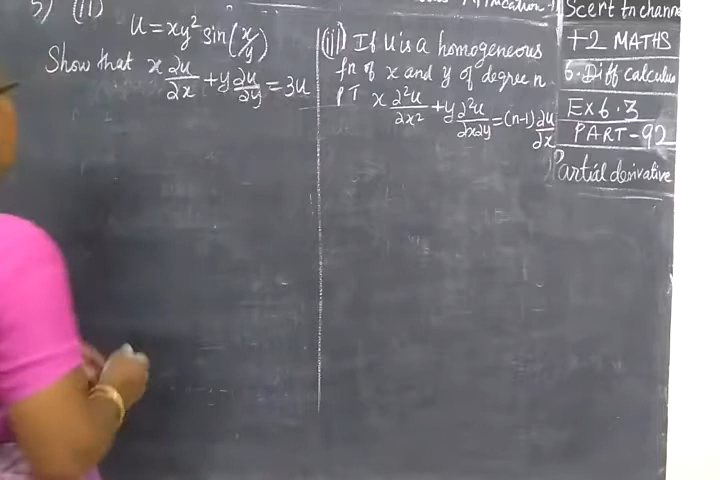 5) (ii)
u = xy² sin(x/y)
Show that x ∂u/∂x + y ∂u/∂y = 3u
(iii) If u is a homogeneous
fn of x and y of degree n
PT x ∂²u/∂x² + y ∂²u/∂x∂y = (n-1) ∂u/∂x
Scert tn channe
+2 MATHS
6. Diff calculus
Ex 6.3
PART-92
Partial derivative